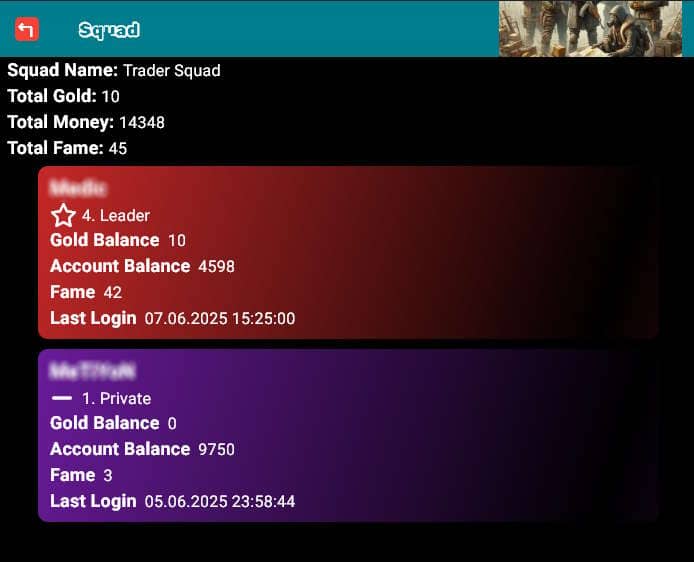 Squad
Squad Name: Trader Squad
Total Gold: 10
Total Money: 14348
Total Fame: 45
4. Leader
Gold Balance 10
Account Balance 4598
Fame 42
Last Login 07.06.2025 15:25:00
1. Private
Gold Balance 0
Account Balance 9750
Fame 3
Last Login 05.06.2025 23:58:44